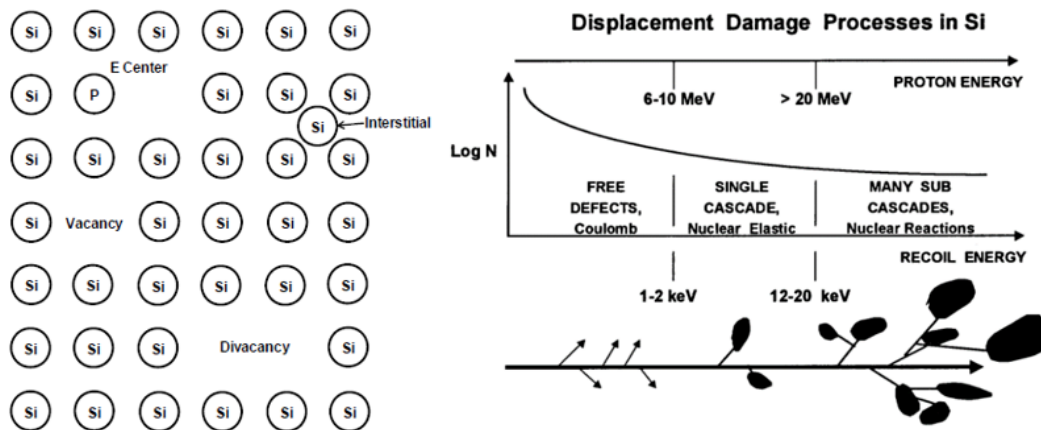 Si Si Si Si Si Si
E Center
Si P Si Si Si
Si Interstitial
Si Si Si Si Si Si
Si Vacancy Si Si Si Si
Si Si Si Si Si Si
Si Si Si Divacancy Si
Si Si Si Si Si Si
Displacement Damage Processes in Si
PROTON ENERGY
6-10 MeV > 20 MeV
Log N
FREE DEFECTS, Coulomb
SINGLE CASCADE, Nuclear Elastic
MANY SUB CASCADES, Nuclear Reactions
RECOIL ENERGY
1-2 keV 12-20 keV